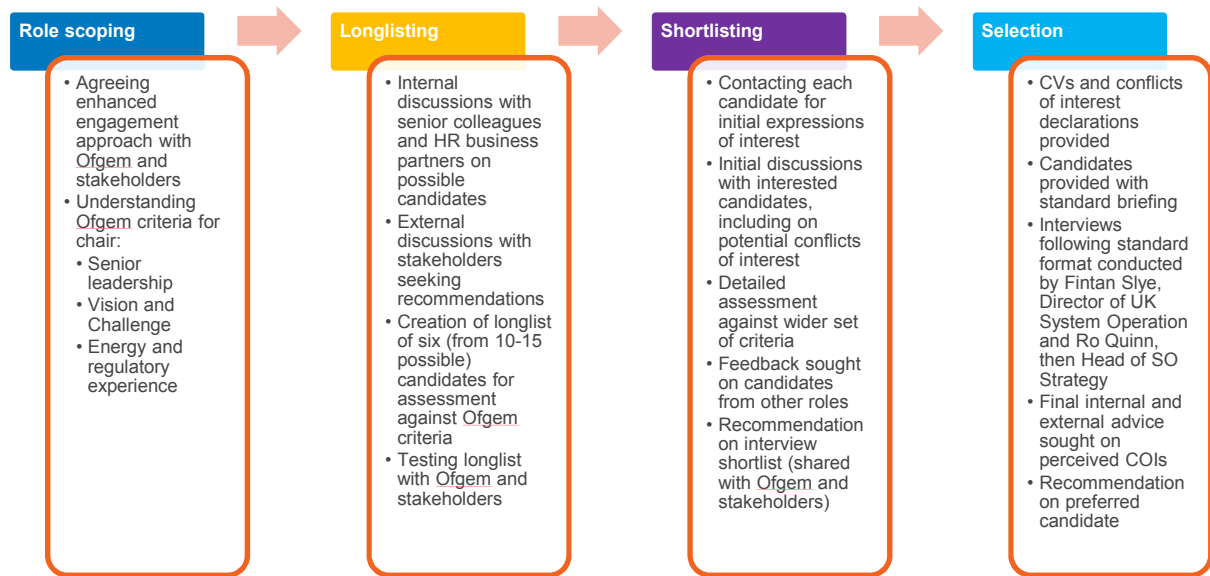 Role scoping
• Agreeing
enhanced
engagement
approach with
Ofgem and
stakeholders
• Understanding
Ofgem criteria for
chair:
• Senior
leadership
• Vision and
Challenge
• Energy and
regulatory
experience
Longlisting
• Internal
discussions with
senior colleagues
and HR business
partners on
possible
candidates
• External
discussions with
stakeholders
seeking
recommendations
• Creation of longlist
of six (from 10-15
possible)
candidates for
assessment
against Ofgem
criteria
• Testing longlist
with Ofgem and
stakeholders
Shortlisting
• Contacting each
candidate for
initial expressions
of interest
• Initial discussions
with interested
candidates,
including on
potential conflicts
of interest
• Detailed
assessment
against wider set
of criteria
• Feedback sought
on candidates
from other roles
• Recommendation
on interview
shortlist (shared
with Ofgem and
stakeholders)
Selection
• CVs and conflicts
of interest
declarations
provided
• Candidates
provided with
standard briefing
• Interviews
following standard
format conducted
by Fintan Slye,
Director of UK
System Operation
and Ro Quinn,
then Head of SO
Strategy
• Final internal and
external advice
sought on
perceived COIs
• Recommendation
on preferred
candidate